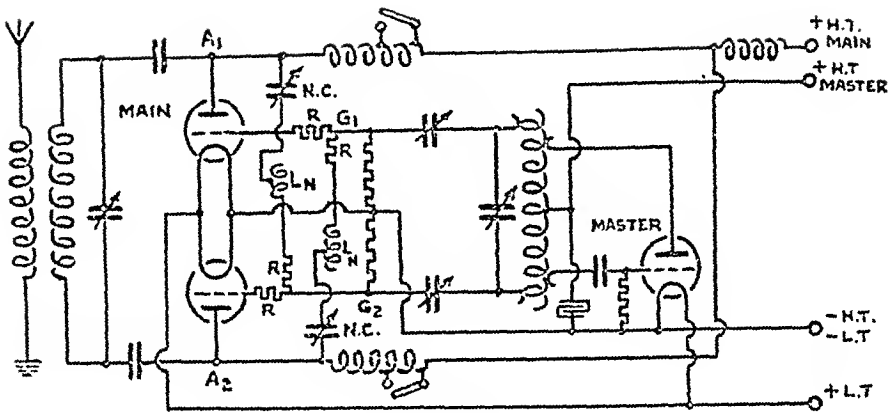 A1
+ H.T.
MAIN
+ H.T
MASTER
N.C.
MAIN
R
G1
R
LN
MASTER
LN
R
R
G2
N.C.
- H.T.
- L.T
A2
+ L.T